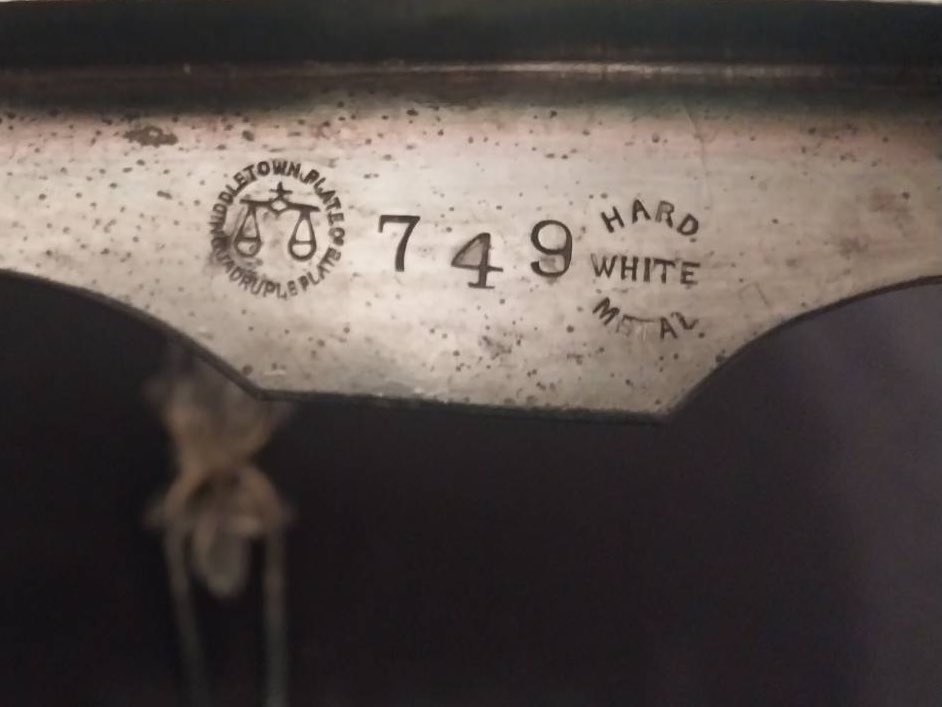 MIDDLETOWN PLATE CO
QUADRUPLE PLATE
749
HARD
WHITE
METAL